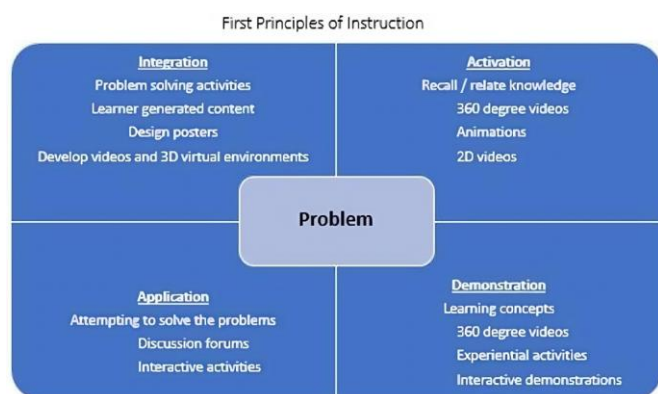 First Principles of Instruction
Integration
Problem solving activities
Learner generated content
Design posters
Develop videos and 3D virtual environments
Activation
Recall / relate knowledge
360 degree videos
Animations
2D videos
Problem
Application
Attempting to solve the problems
Discussion forums
Interactive activities
Demonstration
Learning concepts
360 degree videos
Experiential activities
Interactive demonstrations